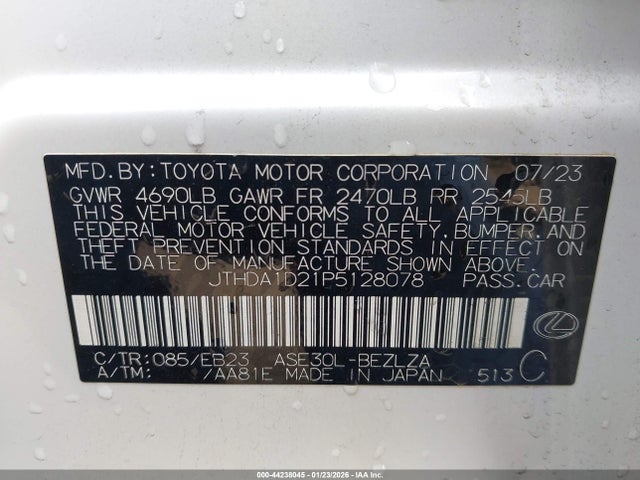 MFD.BY:TOYOTA MOTOR CORPORATION 07/23
GVWR 4690LB GAWR FR 2470LB RR 2545LB
THIS VEHICLE CONFORMS TO ALL APPLICABLE
FEDERAL MOTOR VEHICLE SAFETY,BUMPER,AND
THEFT PREVENTION STANDARDS IN EFFECT ON
THE DATE OF MANUFACTURE SHOWN ABOVE.
JTHDA1D21P5128078 PASS.CAR
C/TR:085/EB23 ASE30L-BEZLZA
A/TM: /AA81E MADE IN JAPAN 513 C
000-44238045 - 01/23/2026 - Copyright IAA, Inc.